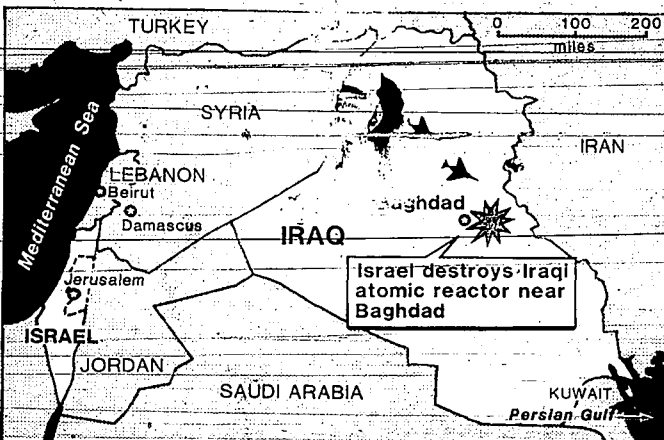 TURKEY
0 100 200
miles
SYRIA
IRAN
Mediterranean Sea
LEBANON
Beirut
Damascus
Baghdad
IRAQ
Israel destroys Iraqi
atomic reactor near
Baghdad
Jerusalem
ISRAEL
JORDAN
SAUDI ARABIA
KUWAIT
Persian Gulf